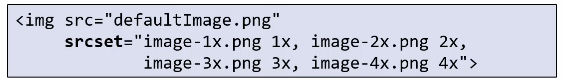 <img src="defaultImage.png"
srcset="image-1x.png 1x, image-2x.png 2x,
image-3x.png 3x, image-4x.png 4x">